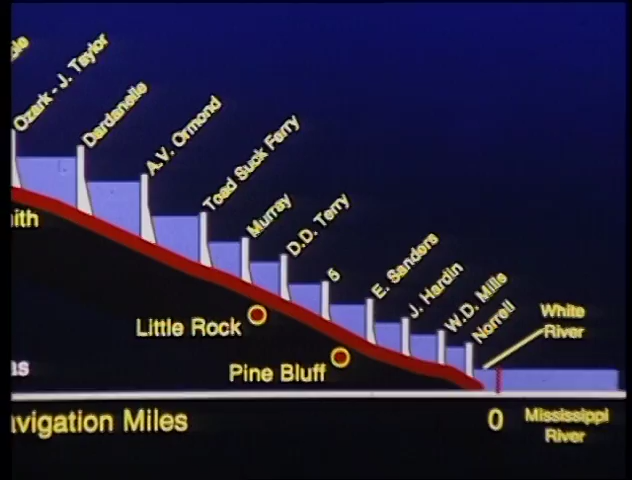 Ozark - J. Taylor
Dardanelle
A.V. Ormond
Toad Suck Ferry
Murray
D.D. Terry
5
E. Sanders
J. Hardin
W.D. Mills
Norrell
White
River
ith
Little Rock
Pine Bluff
as
avigation Miles
0
Mississippi
River